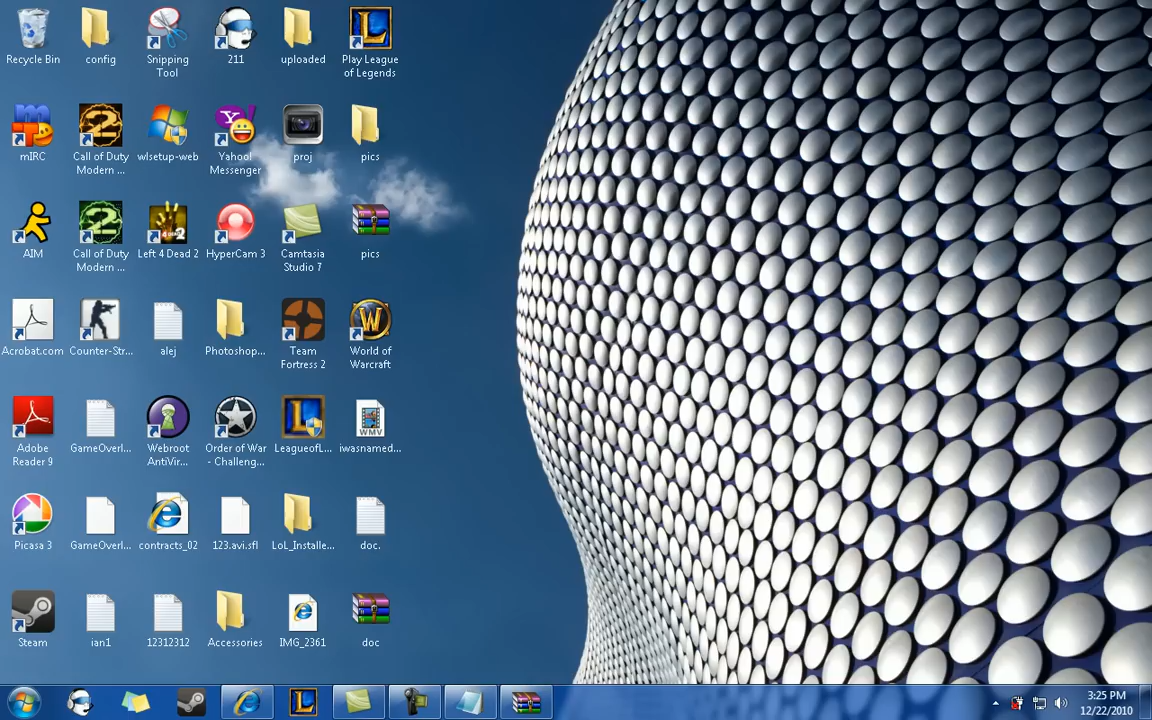 Recycle Bin
config
Snipping
Tool
211
uploaded
Play League
of Legends
mIRC
Call of Duty
Modern ...
wlsetup-web
Yahoo!
Messenger
proj
pics
AIM
Call of Duty
Modern ...
Left 4 Dead 2
HyperCam 3
Camtasia
Studio 7
pics
Acrobat.com
Counter-Str...
alej
Photoshop...
Team
Fortress 2
World of
Warcraft
Adobe
Reader 9
GameOverl...
Webroot
AntiVir...
Order of War
- Challeng...
LeagueofL...
iwasnamed...
Picasa 3
GameOverl...
contracts_02
123.avi.sfl
LoL_Installe...
doc.
Steam
ian1
12312312
Accessories
IMG_2361
doc
3:25 PM
12/22/2010